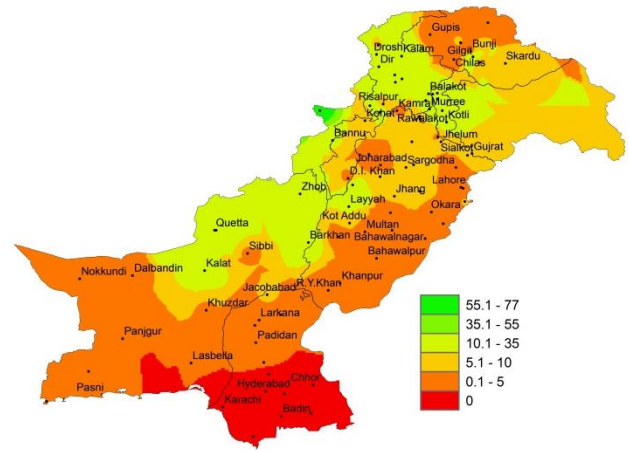 Gupis
Bunji
Drosh Kalam
Gilgit
Dir
Chilas
Skardu
Balakot
Risalpur
Kamra Murree
Kohat
Rawalakot Kotli
Bannu
Jhelum
Sialkot Gujrat
Joharabad
Sargodha
D.I. Khan
Lahore
Zhob
Jhang
Layyah
Okara
Kot Addu
Quetta
Multan
Barkhan
Bahawalnagar
Sibbi
Bahawalpur
Kalat
Nokkundi
Dalbandin
Khanpur
Jacobabad
R.Y.Khan
Khuzdar
Larkana
Panjgur
Padidan
Lasbella
Pasni
Hyderabad
Chhor
Karachi
Badin
55.1 - 77
35.1 - 55
10.1 - 35
5.1 - 10
0.1 - 5
0